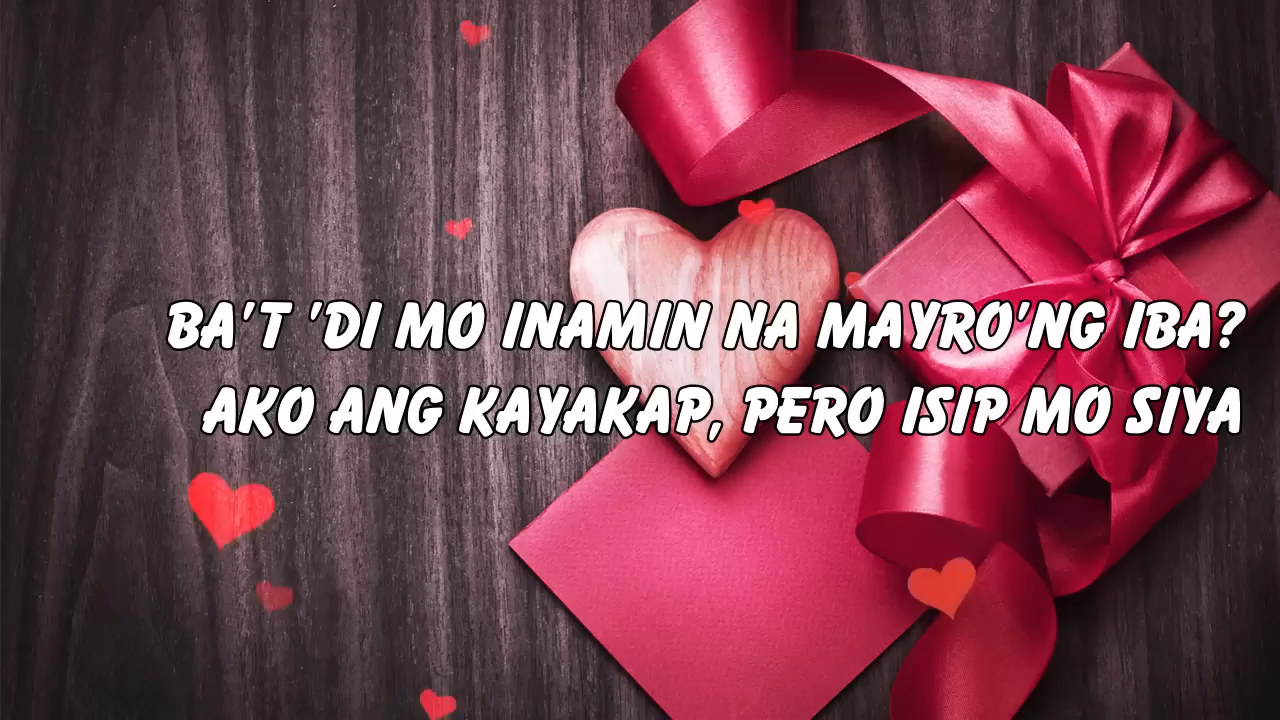 BA'T 'DI MO INAMIN NA MAYRO'NG IBA?
AKO ANG KAYAKAP, PERO ISIP MO SIYA